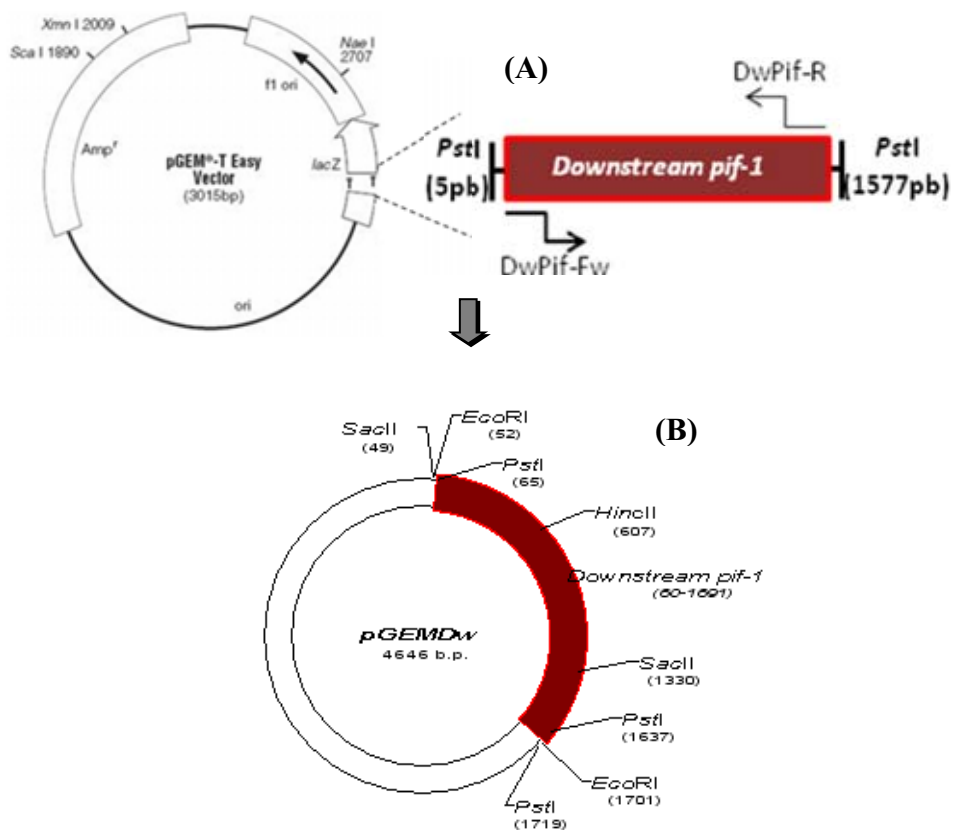 Xmn I 2009
Sca I 1890
Nae I
2707
(A)
f1 ori
Ampʳ
pGEM®-T Easy
Vector
(3015bp)
lacZ
ori
DwPif-R
PstI
(5pb)
Downstream pif-1
PstI
(1577pb)
DwPif-Fw
(B)
SacII
(49)
EcoRI
(52)
PstI
(65)
HincII
(607)
Downstream pif-1
(60-1691)
pGEMDw
4646 b.p.
SacII
(1330)
PstI
(1637)
EcoRI
(1701)
PstI
(1719)